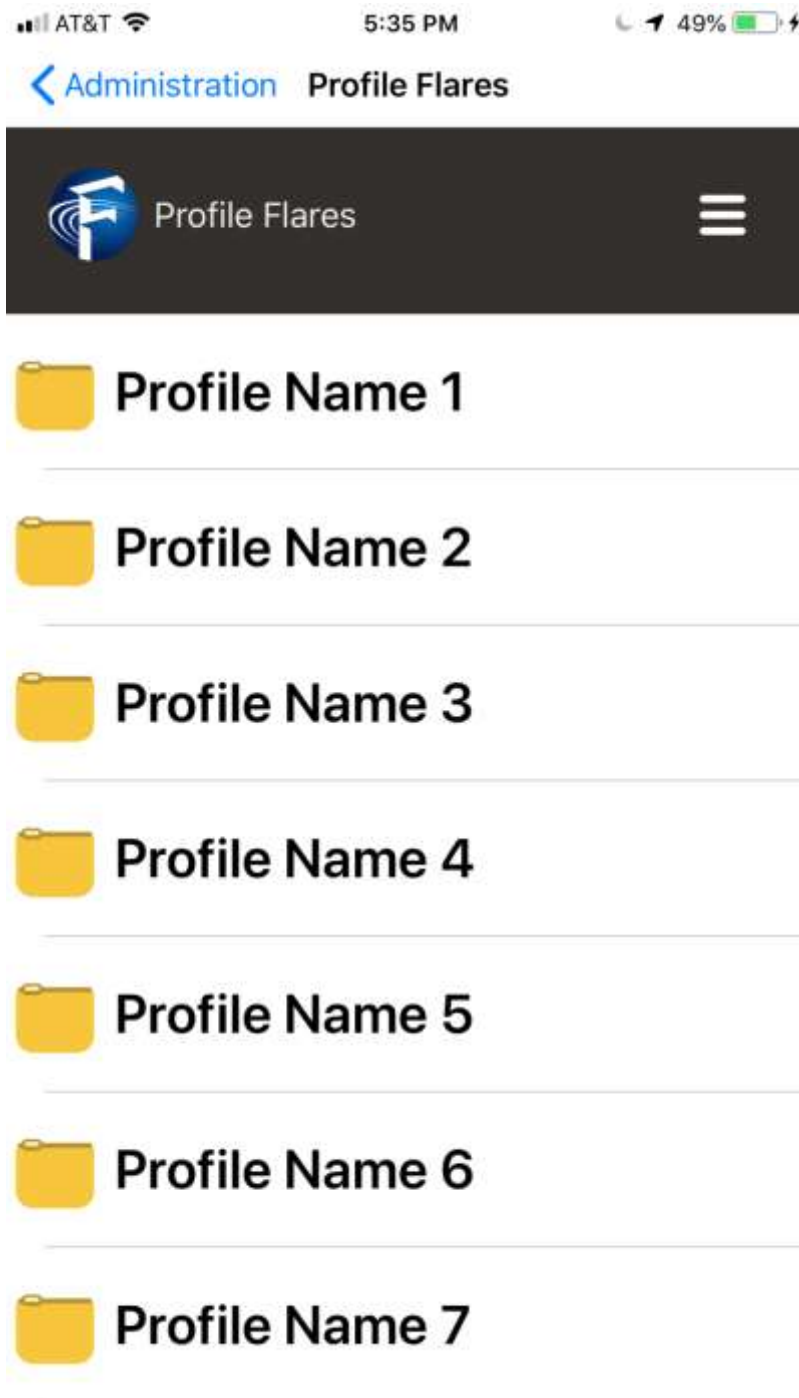 AT&T 5:35 PM 49%
Administration Profile Flares
F Profile Flares
Profile Name 1
Profile Name 2
Profile Name 3
Profile Name 4
Profile Name 5
Profile Name 6
Profile Name 7